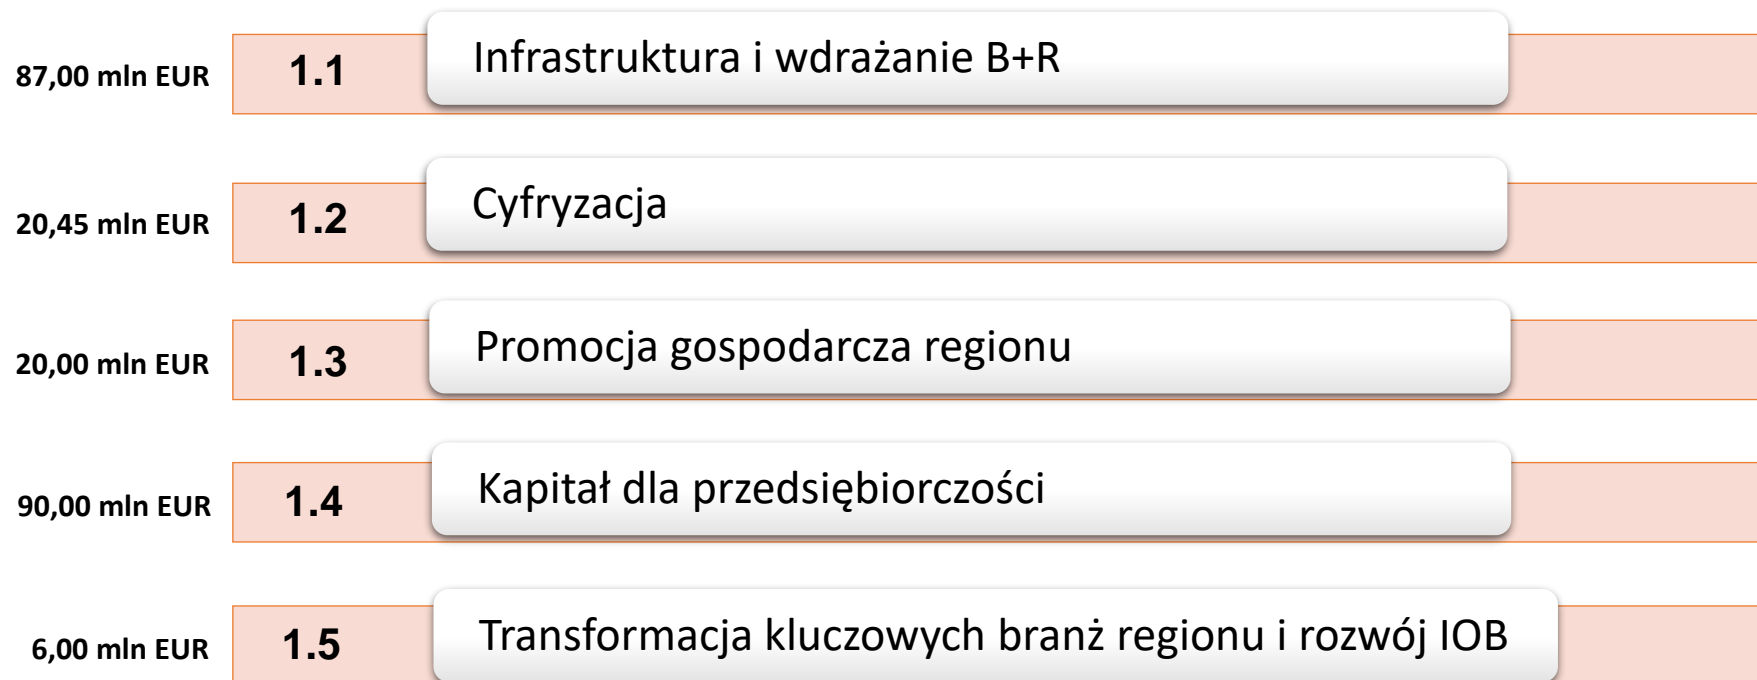 87,00 mln EUR 1.1 Infrastruktura i wdrażanie B+R
20,45 mln EUR 1.2 Cyfryzacja
20,00 mln EUR 1.3 Promocja gospodarcza regionu
90,00 mln EUR 1.4 Kapitał dla przedsiębiorczości
6,00 mln EUR 1.5 Transformacja kluczowych branż regionu i rozwój IOB